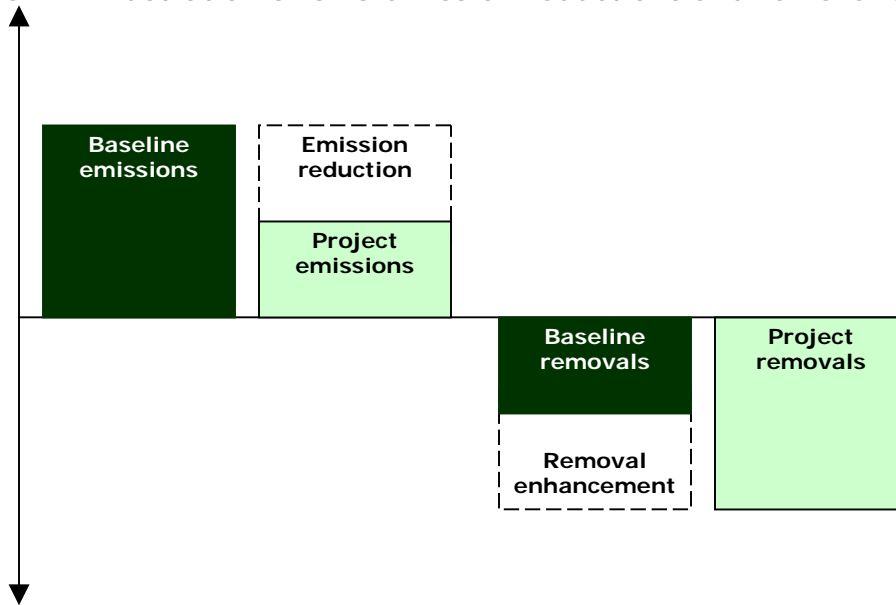 Baseline
emissions
Emission
reduction
Project
emissions
Baseline
removals
Project
removals
Removal
enhancement